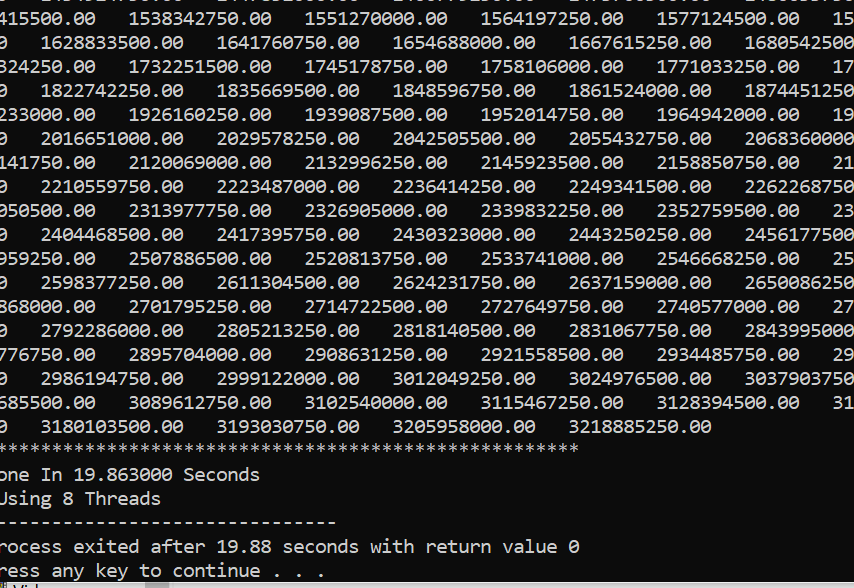 415500.00 1538342750.00 1551270000.00 1564197250.00 1577124500.00 15
0 1628833500.00 1641760750.00 1654688000.00 1667615250.00 1680542500
324250.00 1732251500.00 1745178750.00 1758106000.00 1771033250.00 17
0 1822742250.00 1835669500.00 1848596750.00 1861524000.00 1874451250
233000.00 1926160250.00 1939087500.00 1952014750.00 1964942000.00 19
0 2016651000.00 2029578250.00 2042505500.00 2055432750.00 2068360000
141750.00 2120069000.00 2132996250.00 2145923500.00 2158850750.00 21
0 2210559750.00 2223487000.00 2236414250.00 2249341500.00 2262268750
050500.00 2313977750.00 2326905000.00 2339832250.00 2352759500.00 23
0 2404468500.00 2417395750.00 2430323000.00 2443250250.00 2456177500
959250.00 2507886500.00 2520813750.00 2533741000.00 2546668250.00 25
0 2598377250.00 2611304500.00 2624231750.00 2637159000.00 2650086250
868000.00 2701795250.00 2714722500.00 2727649750.00 2740577000.00 27
0 2792286000.00 2805213250.00 2818140500.00 2831067750.00 2843995000
776750.00 2895704000.00 2908631250.00 2921558500.00 2934485750.00 29
0 2986194750.00 2999122000.00 3012049250.00 3024976500.00 3037903750
685500.00 3089612750.00 3102540000.00 3115467250.00 3128394500.00 31
0 3180103500.00 3193030750.00 3205958000.00 3218885250.00
*****************************************************
one In 19.863000 Seconds
Using 8 Threads
-------------------------------
rocess exited after 19.88 seconds with return value 0
ress any key to continue . . .